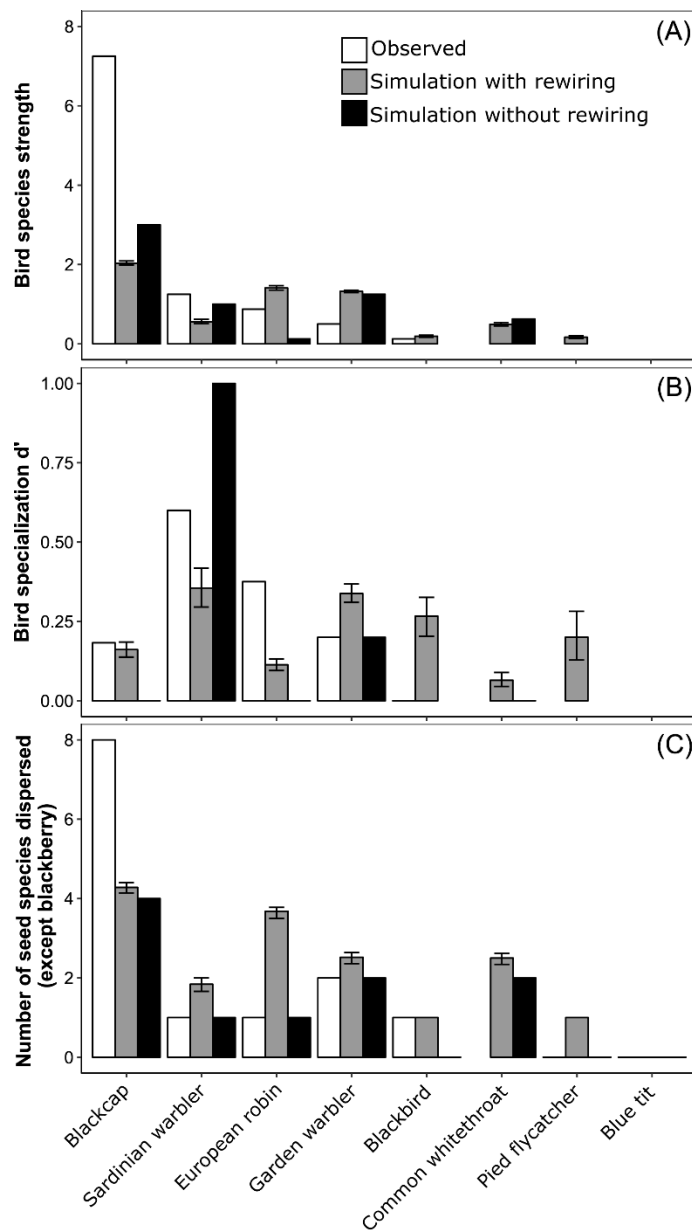 (A)
Observed
Simulation with rewiring
Simulation without rewiring
Bird species strength
8
6
4
2
0
(B)
Bird specialization d'
1.00
0.75
0.50
0.25
0.00
(C)
Number of seed species dispersed
(except blackberry)
8
6
4
2
0
Blackcap
Sardinian warbler
European robin
Garden warbler
Blackbird
Common whitethroat
Pied flycatcher
Blue tit